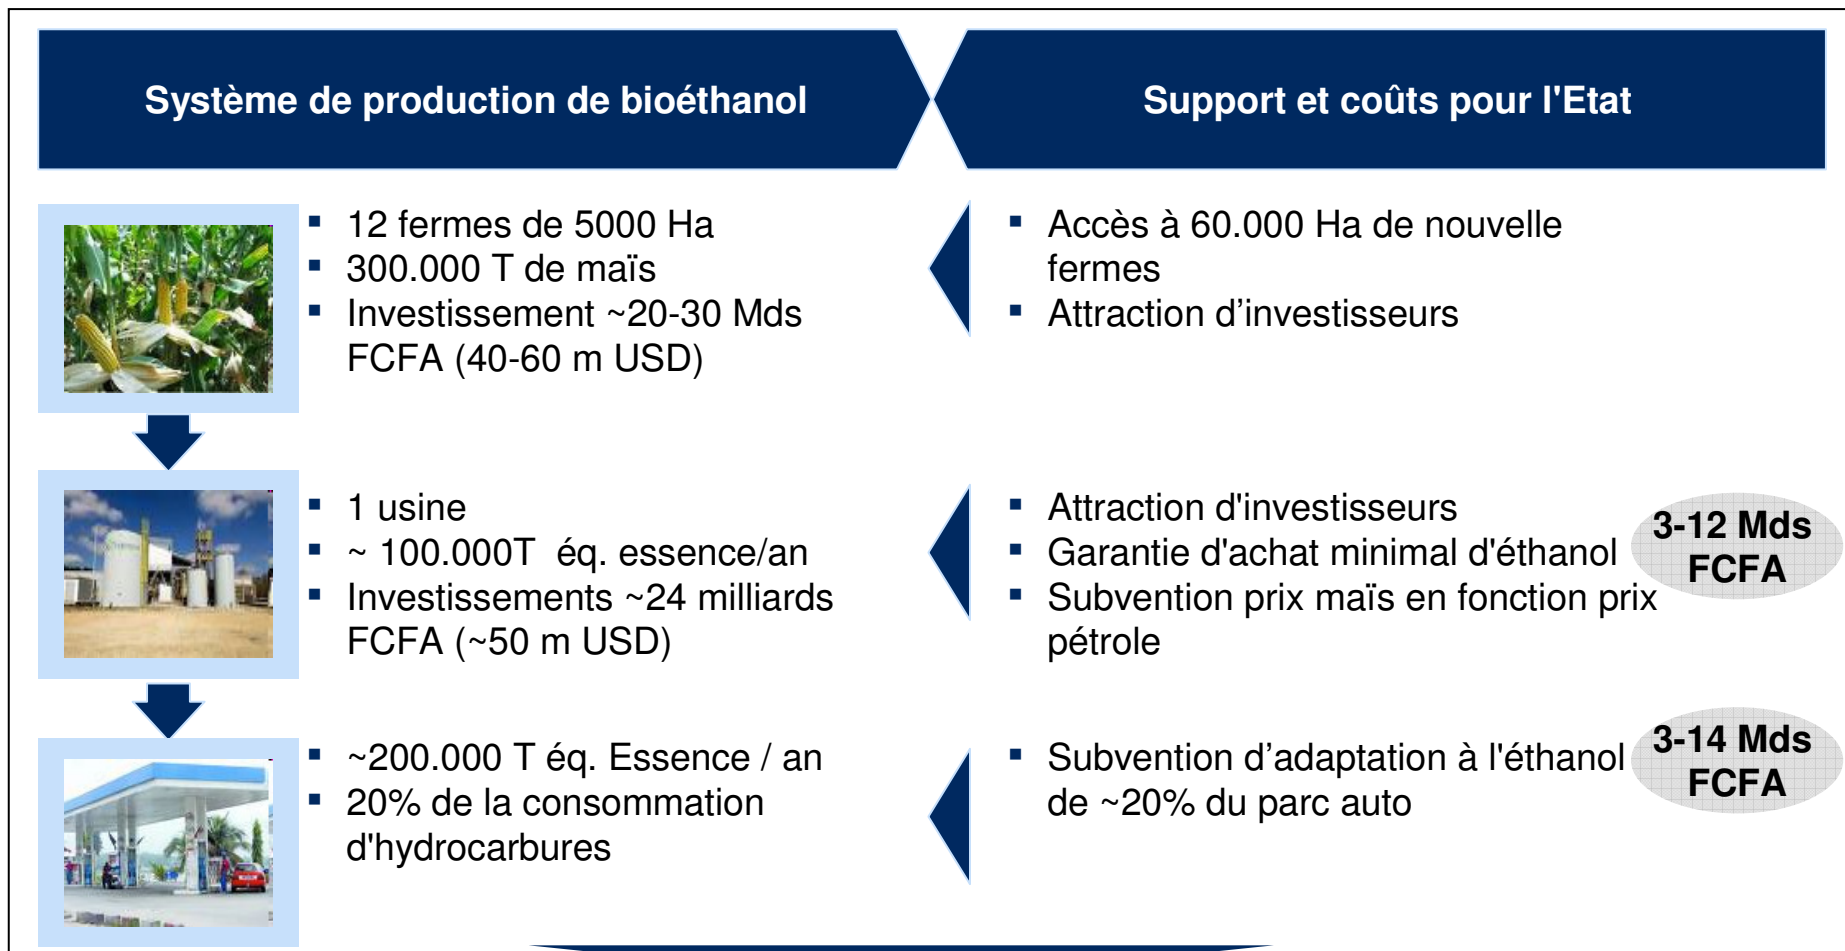 Système de production de bioéthanol
Support et coûts pour l'Etat
▪ 12 fermes de 5000 Ha
▪ 300.000 T de maïs
▪ Investissement ~20-30 Mds
FCFA (40-60 m USD)
▪ Accès à 60.000 Ha de nouvelle
fermes
▪ Attraction d’investisseurs
▪ 1 usine
▪ ~ 100.000T éq. essence/an
▪ Investissements ~24 milliards
FCFA (~50 m USD)
▪ Attraction d'investisseurs
▪ Garantie d'achat minimal d'éthanol
▪ Subvention prix maïs en fonction prix
pétrole
3-12 Mds
FCFA
▪ ~200.000 T éq. Essence / an
▪ 20% de la consommation
d'hydrocarbures
▪ Subvention d’adaptation à l'éthanol
de ~20% du parc auto
3-14 Mds
FCFA